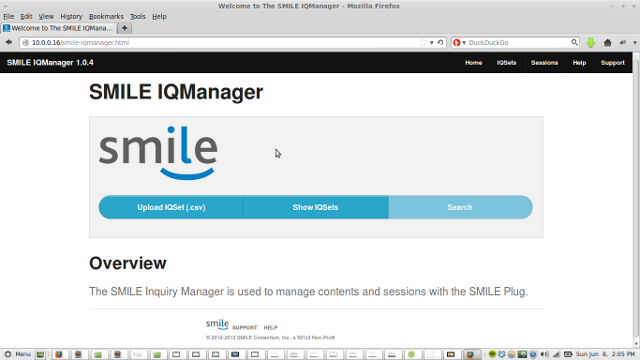 Welcome to The SMILE IQManager - Mozilla Firefox
File Edit View History Bookmarks Tools Help
Welcome to The SMILE IQMana...
10.0.0.16/smile-iqmanager.html
DuckDuckGo
SMILE IQManager 1.0.4
Home IQSets Sessions Help Support
SMILE IQManager
smile
Upload IQSet (.csv) Show IQSets Search
Overview
The SMILE Inquiry Manager is used to manage contents and sessions with the SMILE Plug.
smile SUPPORT HELP
© 2012-2013 SMILE Consortium, Inc., a 501c3 Non-Profit
Menu
Sun Jun 8, 2:05 PM